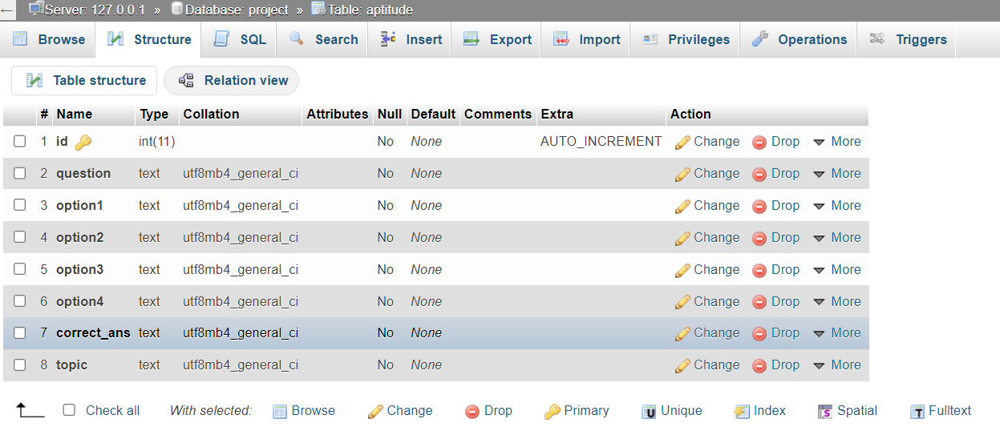 Server: 127.0.0.1 » Database: project » Table: aptitude
Browse Structure SQL Search Insert Export Import Privileges Operations Triggers
Table structure Relation view
# Name Type Collation Attributes Null Default Comments Extra Action
1 id int(11) No None AUTO_INCREMENT Change Drop More
2 question text utf8mb4_general_ci No None Change Drop More
3 option1 text utf8mb4_general_ci No None Change Drop More
4 option2 text utf8mb4_general_ci No None Change Drop More
5 option3 text utf8mb4_general_ci No None Change Drop More
6 option4 text utf8mb4_general_ci No None Change Drop More
7 correct_ans text utf8mb4_general_ci No None Change Drop More
8 topic text utf8mb4_general_ci No None Change Drop More
Check all With selected: Browse Change Drop Primary Unique Index Spatial Fulltext